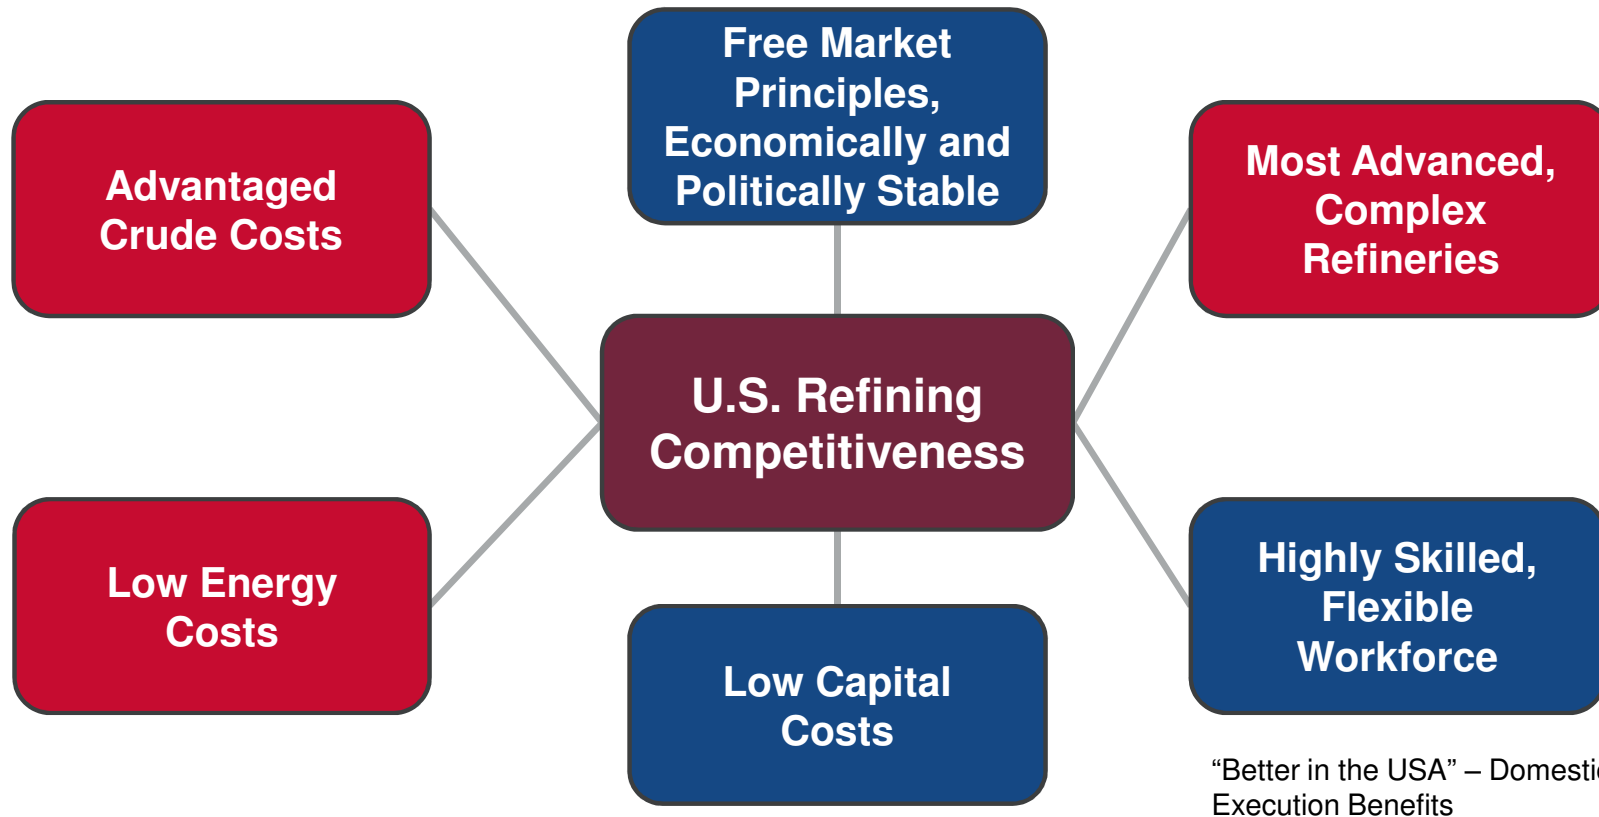 Free Market
Principles,
Economically and
Politically Stable
Advantaged
Crude Costs
Most Advanced,
Complex
Refineries
U.S. Refining
Competitiveness
Low Energy
Costs
Highly Skilled,
Flexible
Workforce
Low Capital
Costs
“Better in the USA” – Domestic
Execution Benefits